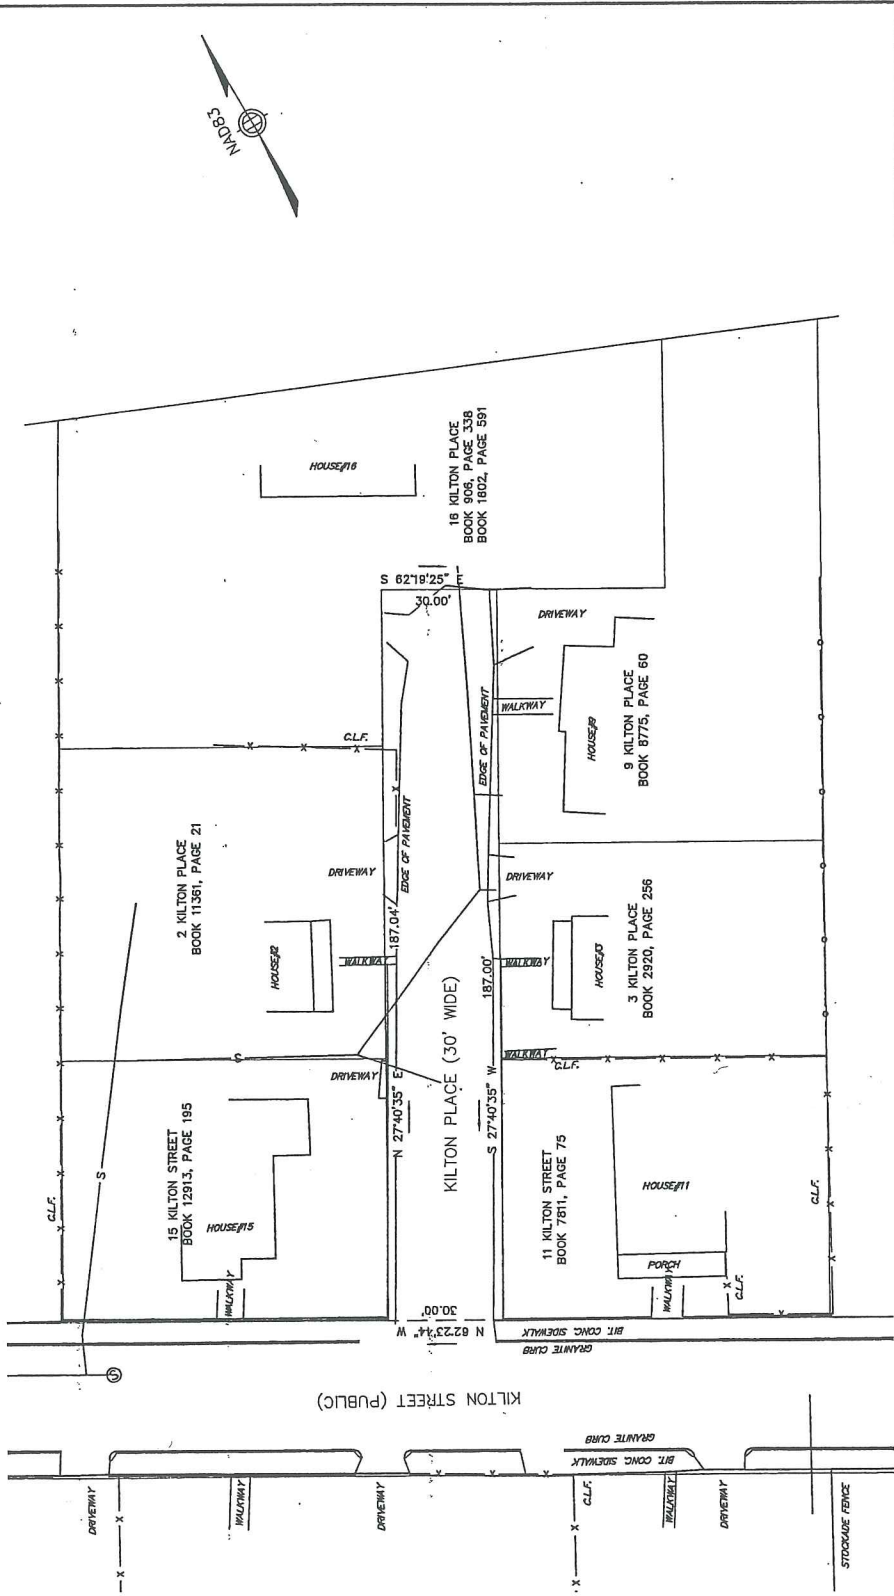 NAD83
HOUSE#16
16 KILTON PLACE
BOOK 906, PAGE 338
BOOK 1802, PAGE 591
S 62°19'25" E
30.00'
DRIVEWAY
EDGE OF PAVEMENT
WALKWAY
HOUSE#9
9 KILTON PLACE
BOOK 8775, PAGE 60
C.L.F.
2 KILTON PLACE
BOOK 11361, PAGE 21
DRIVEWAY
EDGE OF PAVEMENT
HOUSE#2
WALKWAY
187.04'
N 27°40'35" E
KILTON PLACE (30' WIDE)
187.00'
S 27°40'35" W
DRIVEWAY
WALKWAY
HOUSE#3
3 KILTON PLACE
BOOK 2920, PAGE 256
S
DRIVEWAY
WALKWAY
C.L.F.
15 KILTON STREET
BOOK 12913, PAGE 195
HOUSE#15
WALKWAY
C.L.F.
S
11 KILTON STREET
BOOK 7811, PAGE 75
HOUSE#11
PORCH
WALKWAY
C.L.F.
C.L.F.
30.00'
N 62°23'44" W
BIT. CONC. SIDEWALK
GRANITE CURB
S
KILTON STREET (PUBLIC)
GRANITE CURB
BIT. CONC. SIDEWALK
DRIVEWAY
WALKWAY
DRIVEWAY
C.L.F.
WALKWAY
DRIVEWAY
STOCKADE FENCE